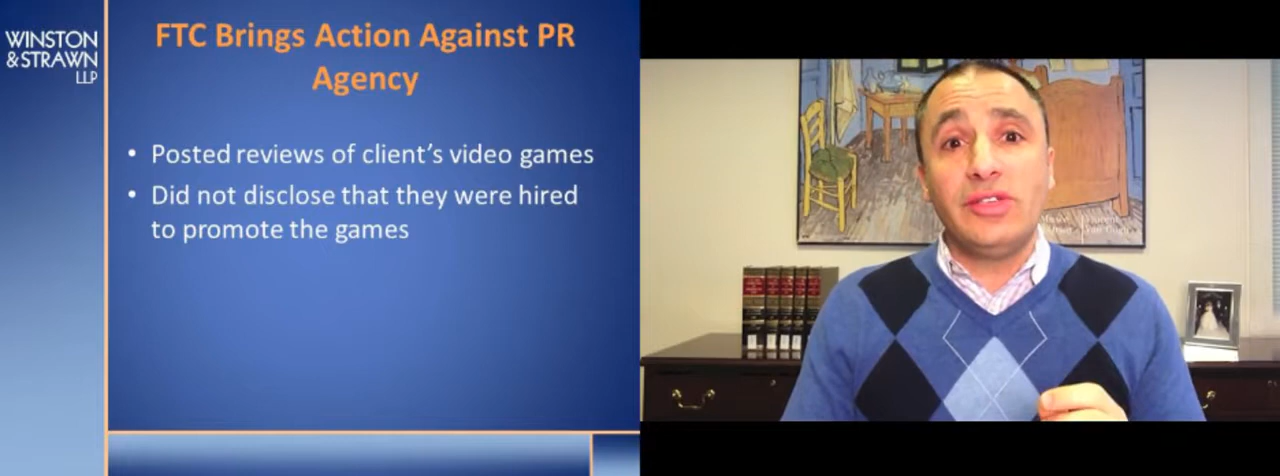 WINSTON
& STRAWN
LLP
FTC Brings Action Against PR
Agency
• Posted reviews of client's video games
• Did not disclose that they were hired
to promote the games